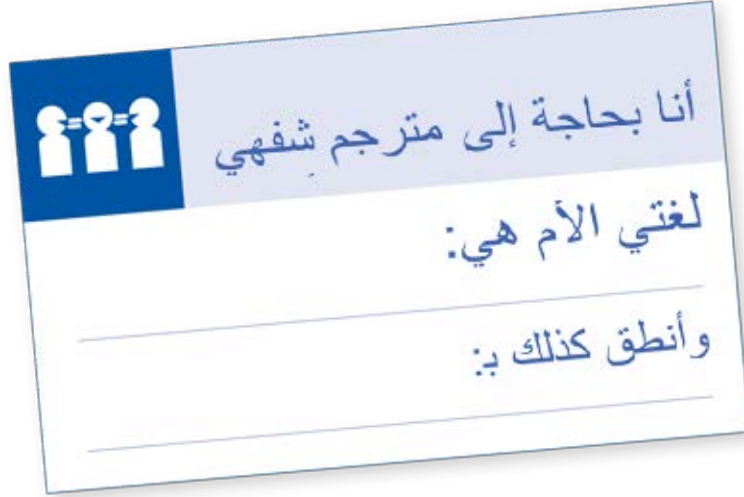 أنا بحاجة إلى مترجم شِفهي
لغتي الأم هي:
وأنطق كذلك بـ: